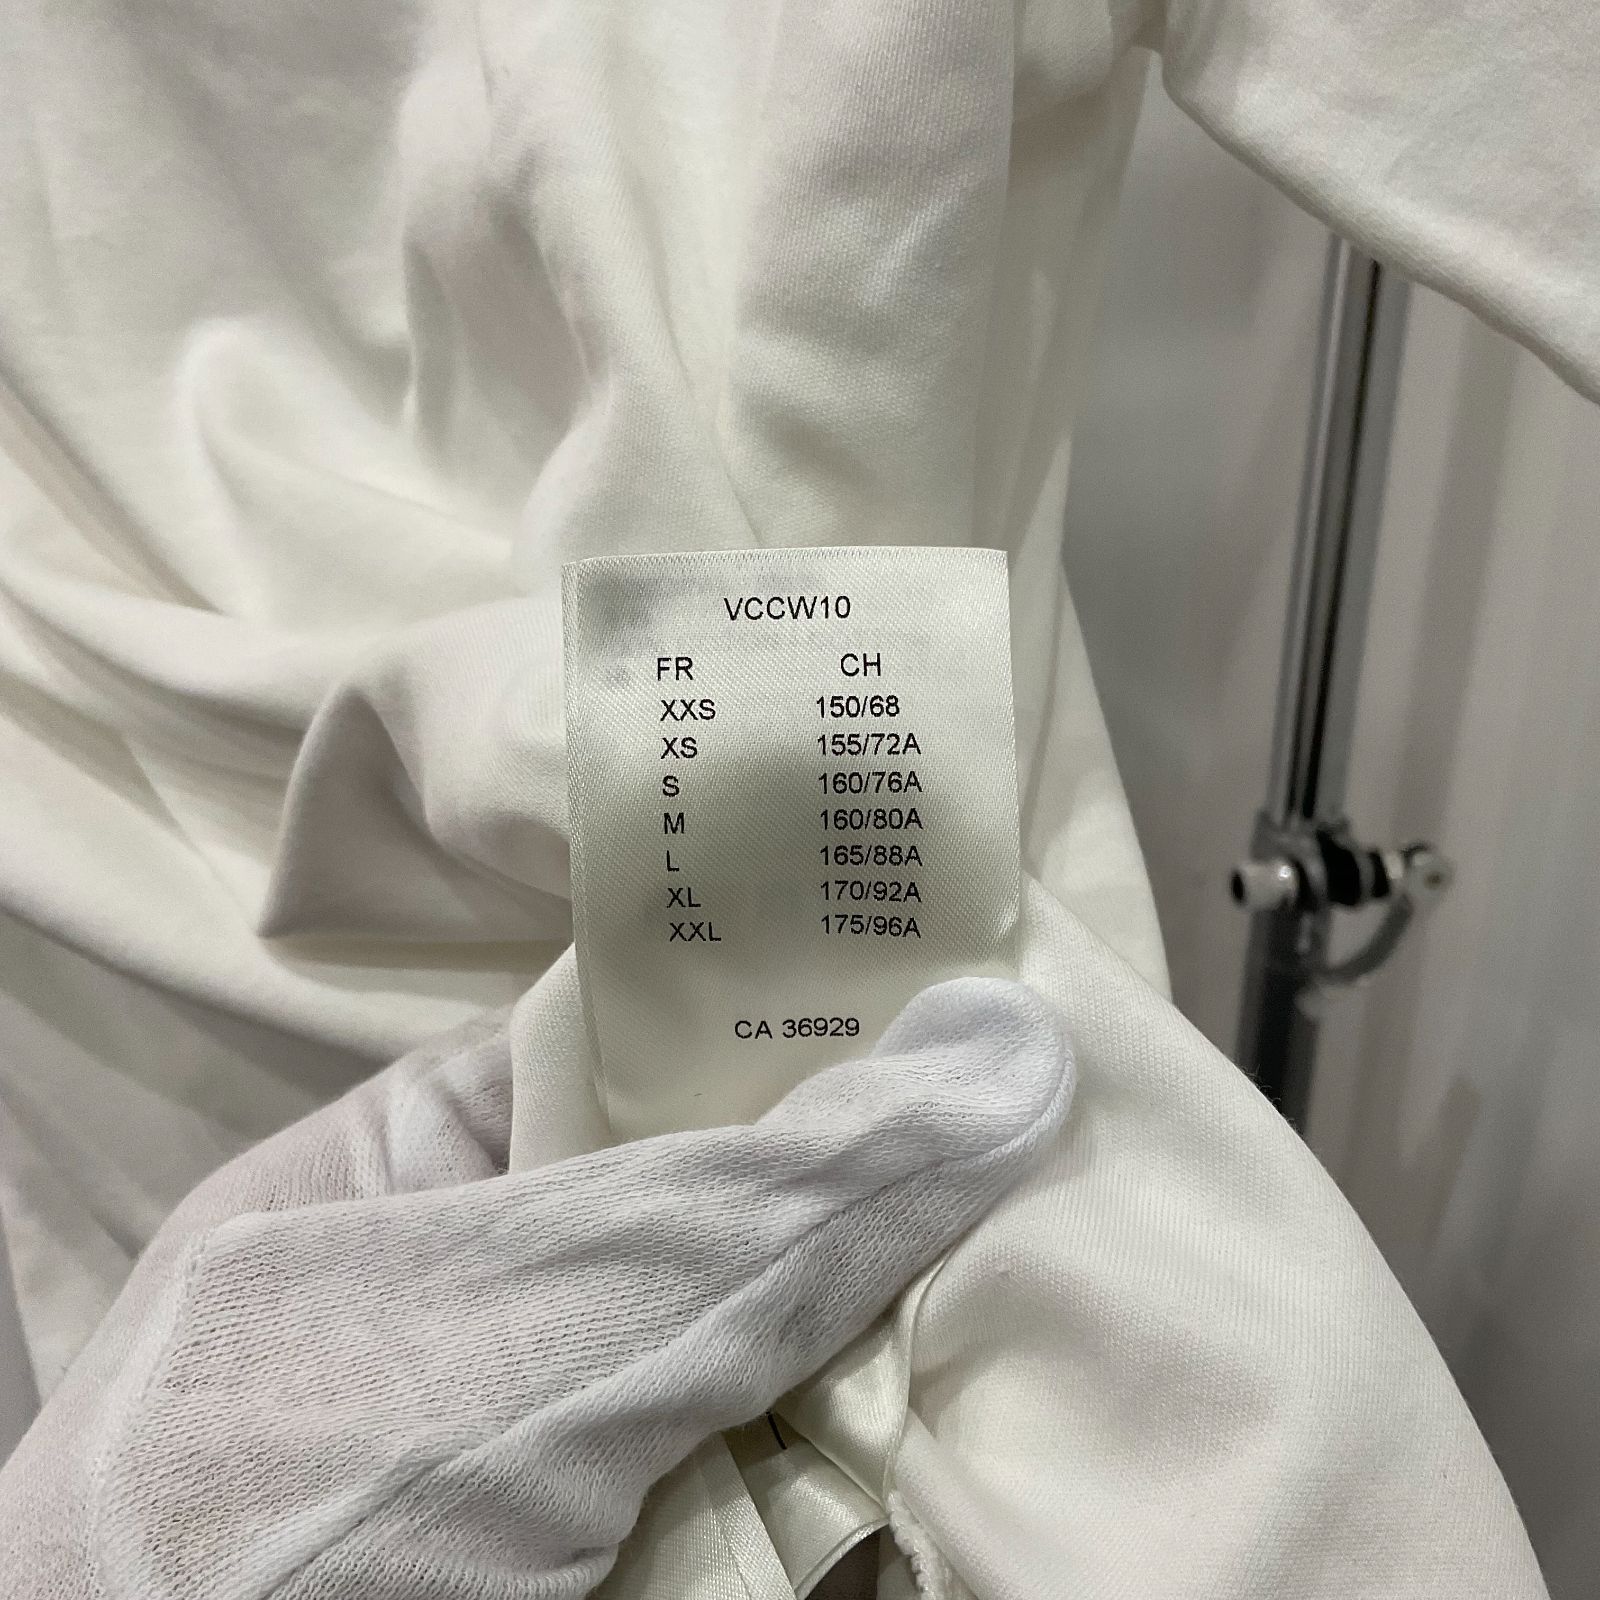 VCCW10
FR CH
XXS 150/68
XS 155/72A
S 160/76A
M 160/80A
L 165/88A
XL 170/92A
XXL 175/96A
CA 36929